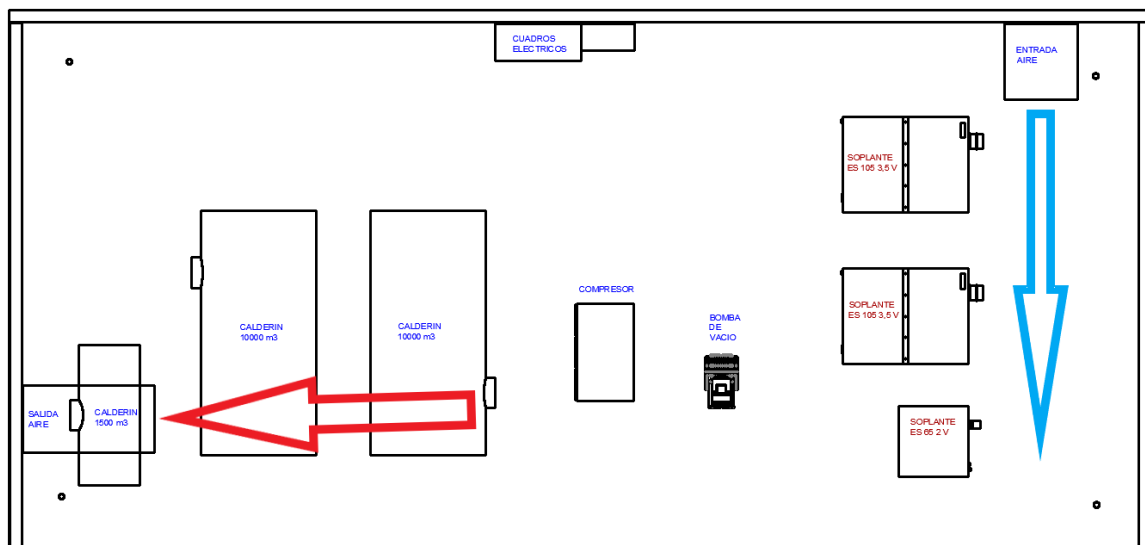 CUADROS
ELECTRICOS
ENTRADA
AIRE
SOPLANTE
ES 105 3,5 V
COMPRESOR
BOMBA
DE
VACIO
SOPLANTE
ES 105 3,5 V
CALDERIN
10000 m3
CALDERIN
10000 m3
SALIDA
AIRE
CALDERIN
1500 m3
SOPLANTE
ES 65 2 V